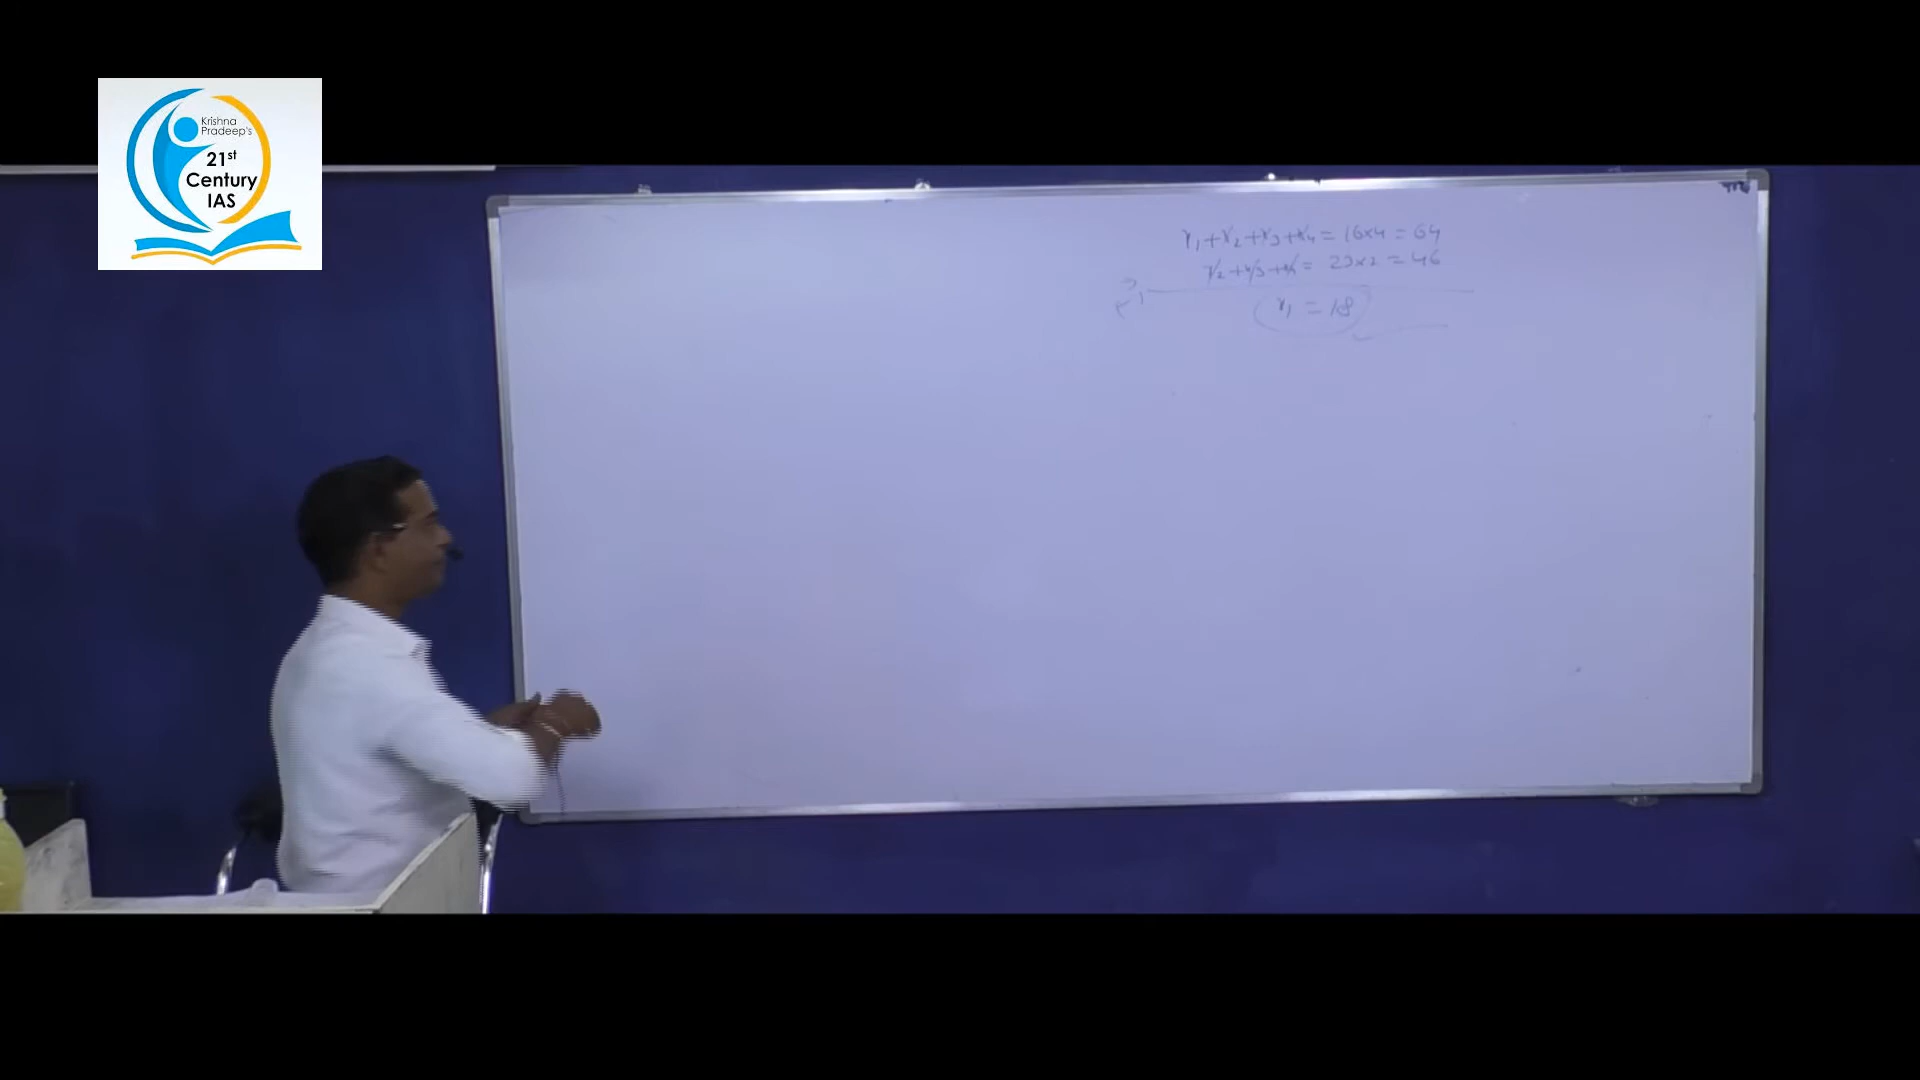 Krishna
Pradeep's
21st
Century
IAS
x₁+x₂+x₃+x₄ = 16x4 = 64
x₂+x₃+x₄ = 23x2 = 46
x₁ = 18